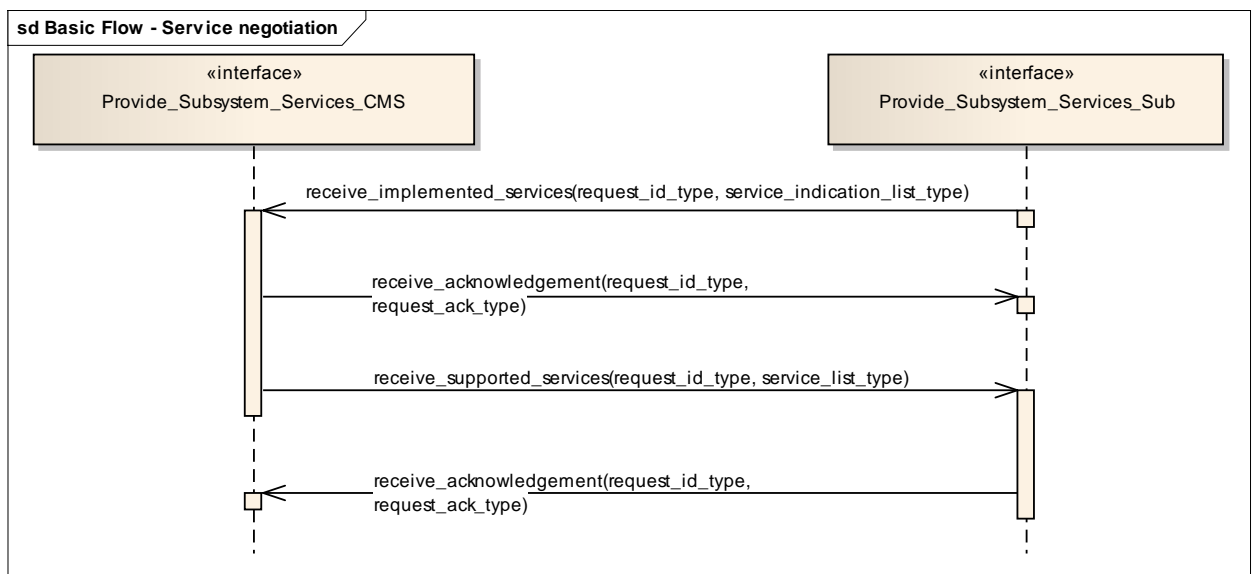 sd Basic Flow - Service negotiation
«interface»
Provide_Subsystem_Services_CMS
«interface»
Provide_Subsystem_Services_Sub
receive_implemented_services(request_id_type, service_indication_list_type)
receive_acknowledgement(request_id_type,
request_ack_type)
receive_supported_services(request_id_type, service_list_type)
receive_acknowledgement(request_id_type,
request_ack_type)